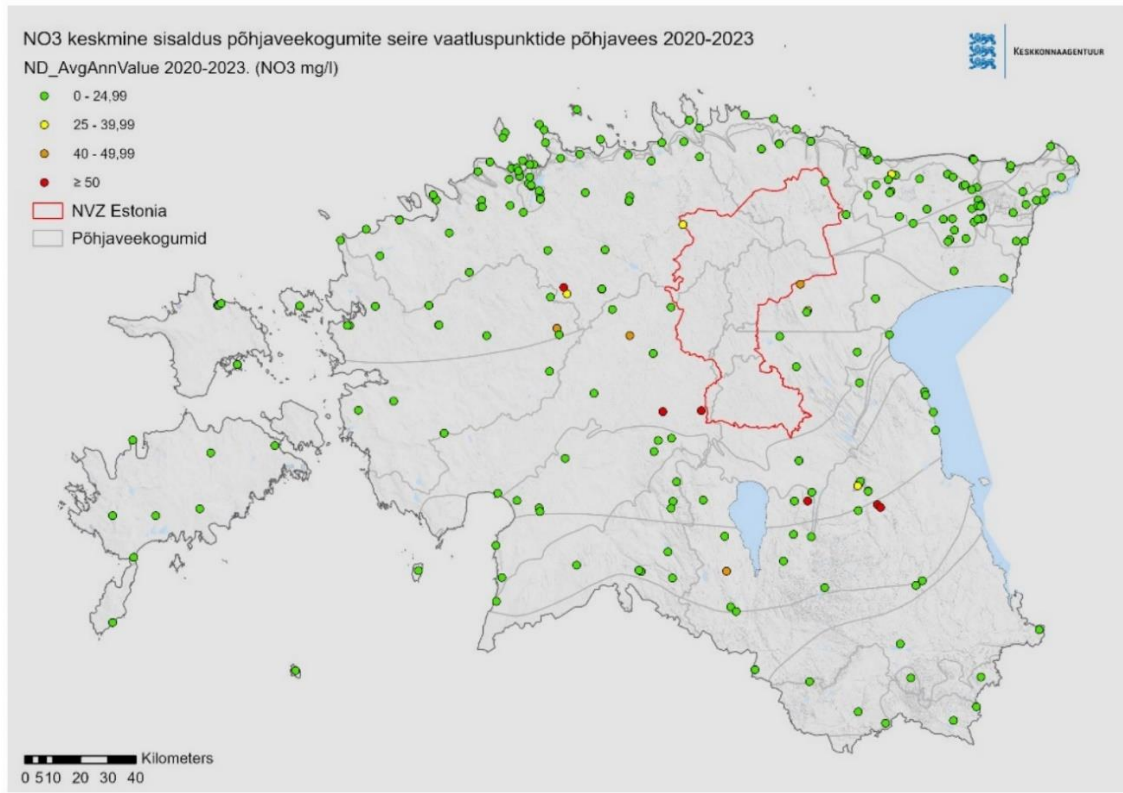 NO3 keskmine sisaldus põhjaveekogumite seire vaatluspunktide põhjavees 2020-2023
ND_AvgAnnValue 2020-2023. (NO3 mg/l)
0 - 24,99
25 - 39,99
40 - 49,99
≥ 50
NVZ Estonia
Põhjaveekogumid
KESKKONNAAGENTUUR
Kilometers
0 5 10 20 30 40